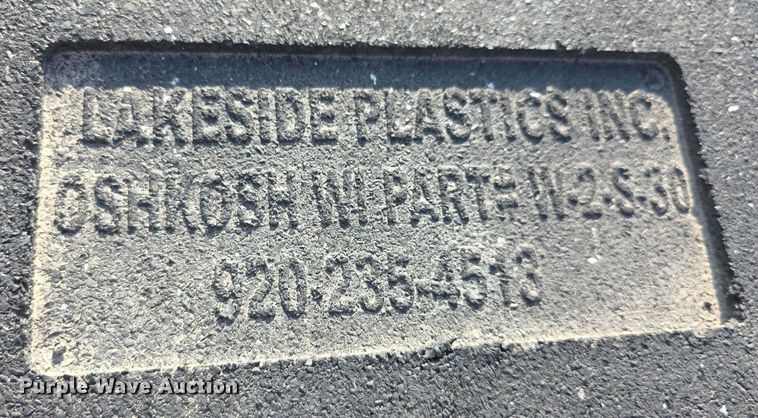 LAKESIDE PLASTICS INC.
OSHKOSH WI PART# W-2-S-30
920-235-4513
Purple Wave Auction